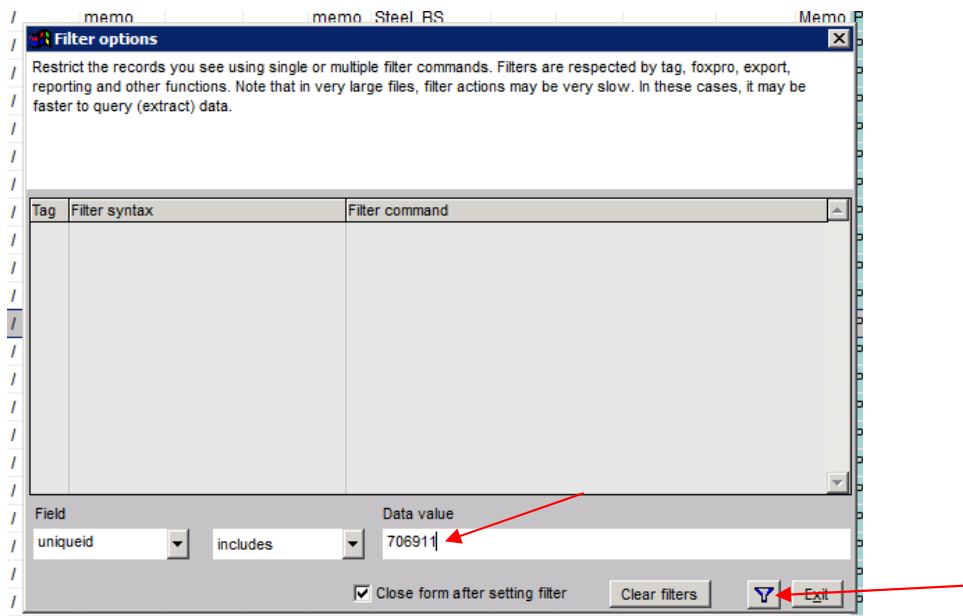 / memo memo Steel BS Memo P
Filter options
Restrict the records you see using single or multiple filter commands. Filters are respected by tag, foxpro, export,
reporting and other functions. Note that in very large files, filter actions may be very slow. In these cases, it may be
faster to query (extract) data.
Tag Filter syntax Filter command
Field Data value
uniqueid includes 706911
Close form after setting filter Clear filters Exit